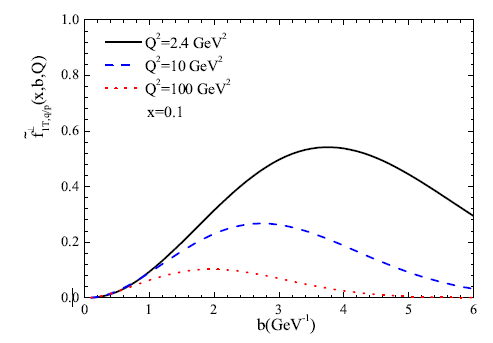 1.0
0.8
0.6
0.4
0.2
0.0
0 1 2 3 4 5 6
f̃⊥1T,q/p(x,b,Q)
b(GeV⁻¹)
Q²=2.4 GeV²
Q²=10 GeV²
Q²=100 GeV²
x=0.1